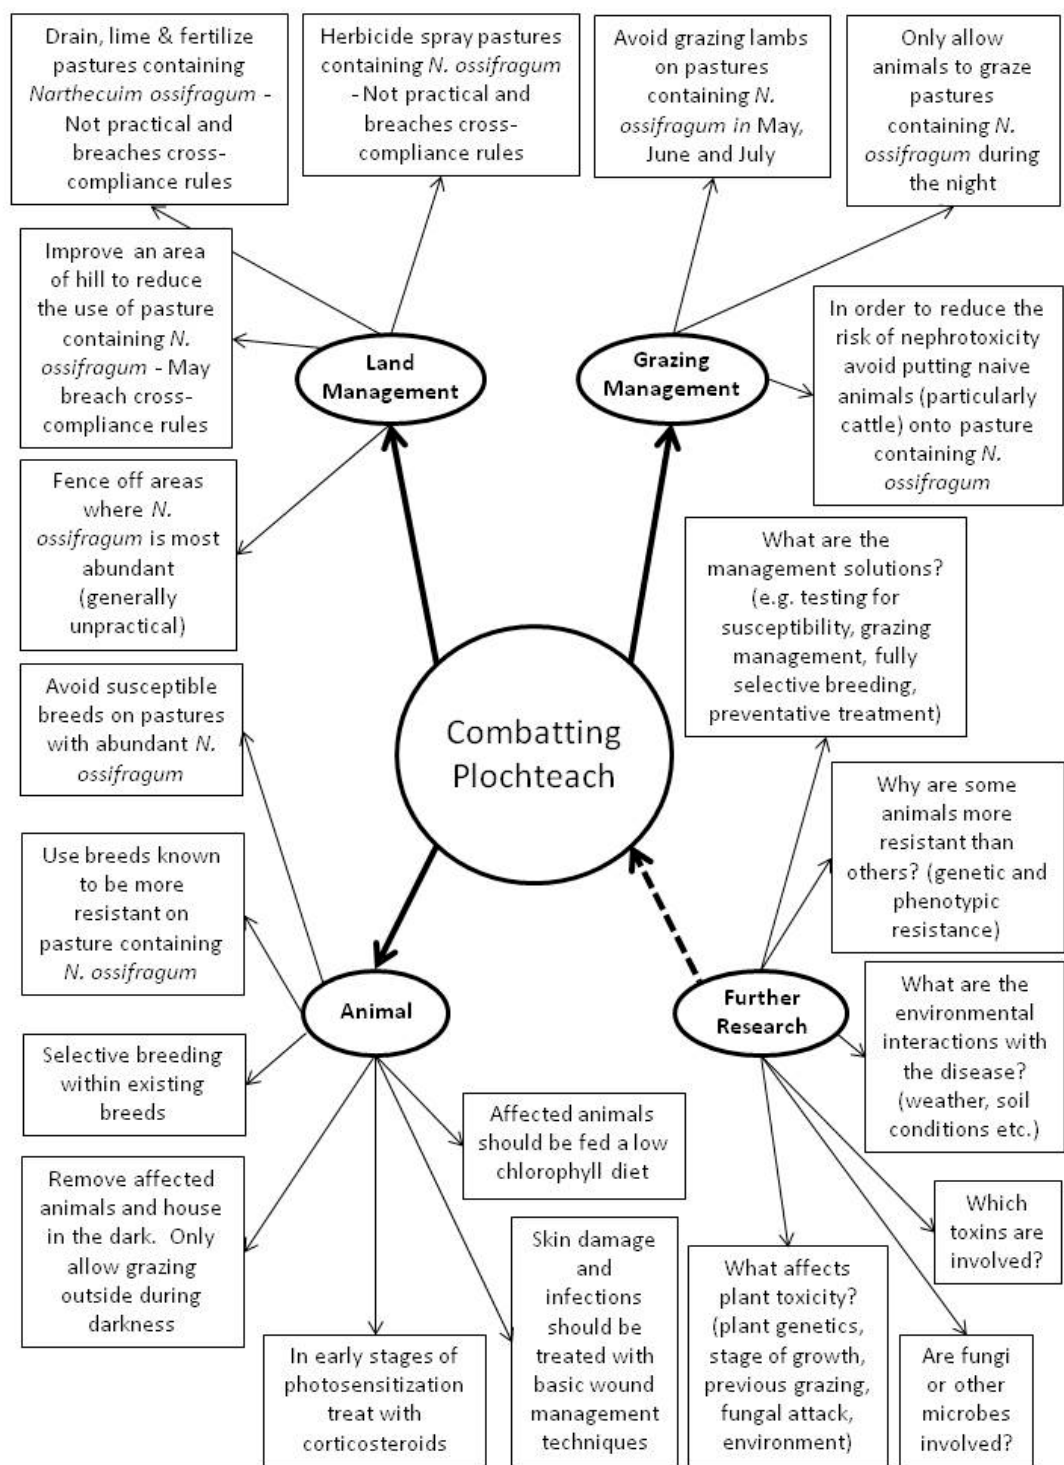 Drain, lime & fertilize
pastures containing
Narthecuim ossifragum -
Not practical and
breaches cross-
compliance rules
Herbicide spray pastures
containing N. ossifragum
- Not practical and
breaches cross-
compliance rules
Avoid grazing lambs
on pastures
containing N.
ossifragum in May,
June and July
Only allow
animals to graze
pastures
containing N.
ossifragum during
the night
Improve an area
of hill to reduce
the use of pasture
containing N.
ossifragum - May
breach cross-
compliance rules
Land
Management
Grazing
Management
In order to reduce the
risk of nephrotoxicity
avoid putting naive
animals (particularly
cattle) onto pasture
containing N.
ossifragum
Fence off areas
where N.
ossifragum is most
abundant
(generally
unpractical)
What are the
management solutions?
(e.g. testing for
susceptibility, grazing
management, fully
selective breeding,
preventative treatment)
Avoid susceptible
breeds on pastures
with abundant N.
ossifragum
Combatting
Plochteach
Why are some
animals more
resistant than
others? (genetic and
phenotypic
resistance)
Use breeds known
to be more
resistant on
pasture containing
N. ossifragum
Animal
Further
Research
What are the
environmental
interactions with
the disease?
(weather, soil
conditions etc.)
Selective breeding
within existing
breeds
Affected animals
should be fed a low
chlorophyll diet
Remove affected
animals and house
in the dark. Only
allow grazing
outside during
darkness
Which
toxins are
involved?
Skin damage
and
infections
should be
treated with
basic wound
management
techniques
What affects
plant toxicity?
(plant genetics,
stage of growth,
previous grazing,
fungal attack,
environment)
In early stages of
photosensitization
treat with
corticosteroids
Are fungi
or other
microbes
involved?